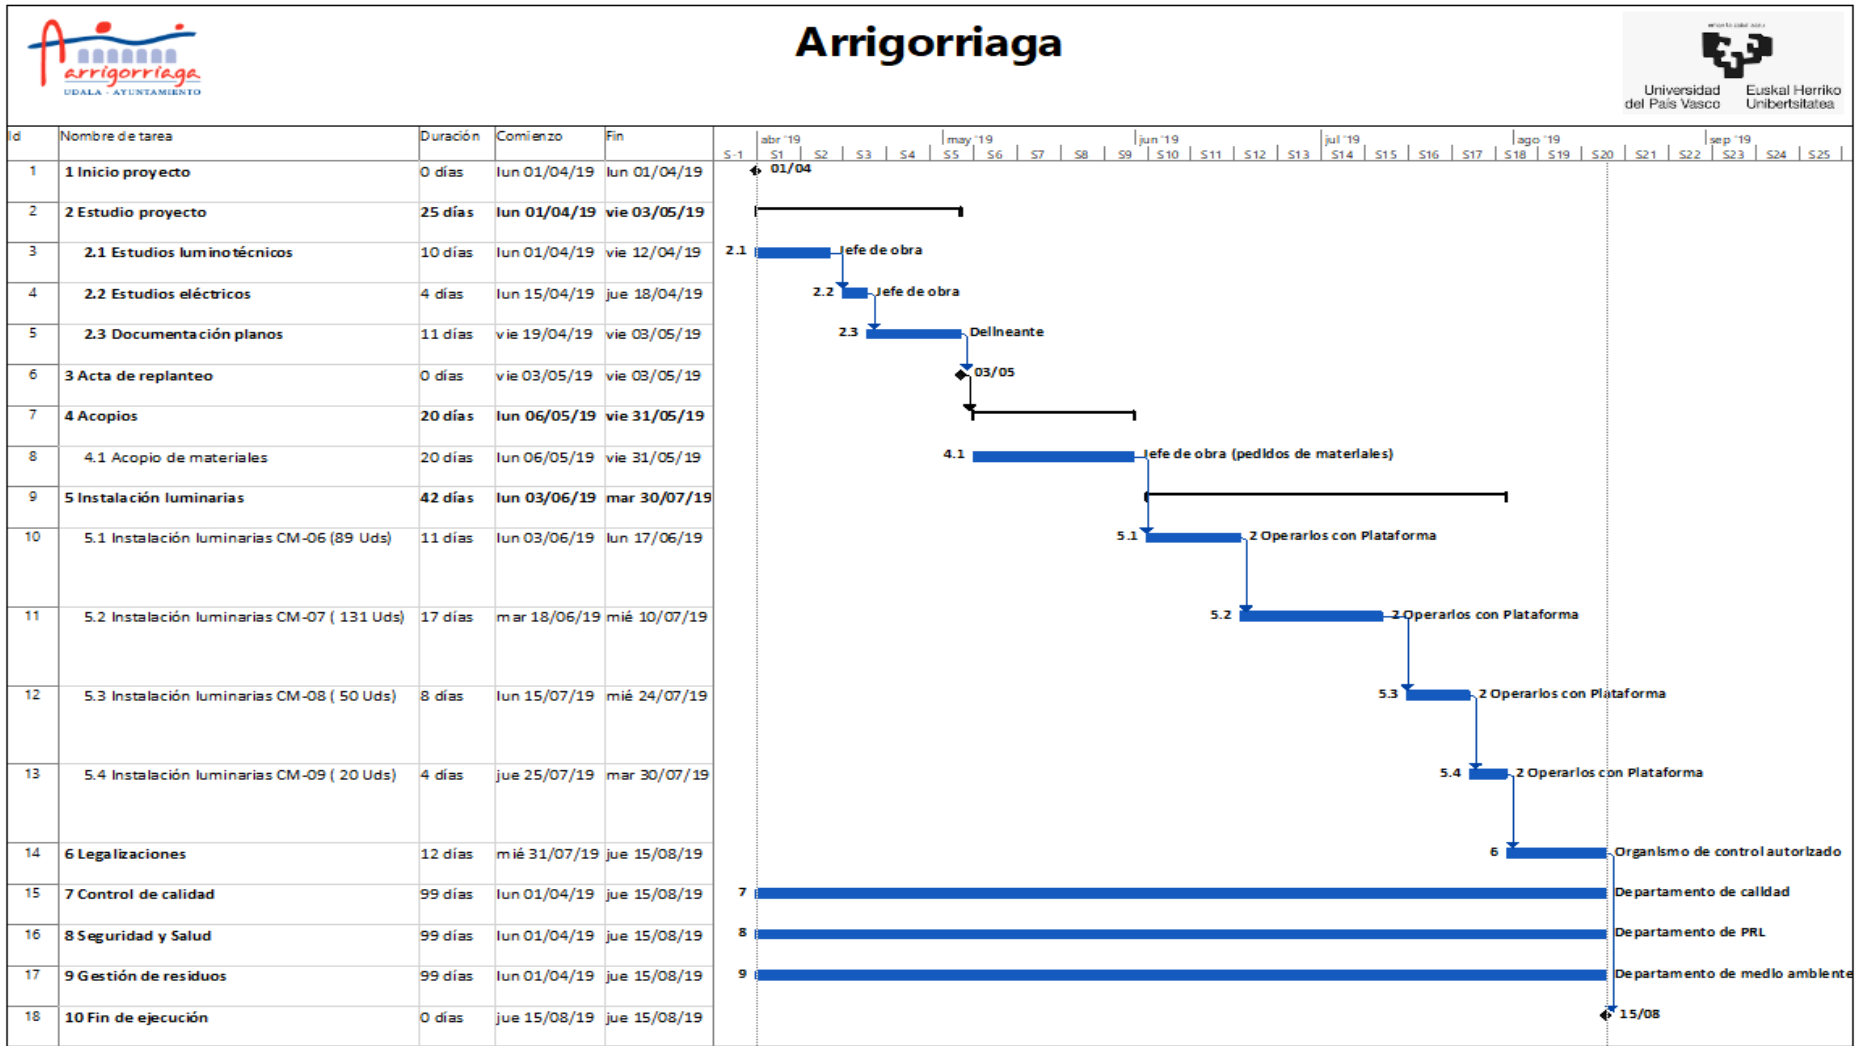 arrigorriaga
UDALA - AYUNTAMIENTO
Arrigorriaga
Universidad Euskal Herriko
del País Vasco Unibertsitatea
Id Nombre de tarea Duración Comienzo Fin abr '19 may '19 jun '19 jul '19 ago '19 sep '19
S-1 S1 S2 S3 S4 S5 S6 S7 S8 S9 S10 S11 S12 S13 S14 S15 S16 S17 S18 S19 S20 S21 S22 S23 S24 S25
1 1 Inicio proyecto 0 días lun 01/04/19 lun 01/04/19 01/04
2 2 Estudio proyecto 25 días lun 01/04/19 vie 03/05/19
3 2.1 Estudios luminotécnicos 10 días lun 01/04/19 vie 12/04/19 2.1 Jefe de obra
4 2.2 Estudios eléctricos 4 días lun 15/04/19 jue 18/04/19 2.2 Jefe de obra
5 2.3 Documentación planos 11 días vie 19/04/19 vie 03/05/19 2.3 Delineante
6 3 Acta de replanteo 0 días vie 03/05/19 vie 03/05/19 03/05
7 4 Acopios 20 días lun 06/05/19 vie 31/05/19
8 4.1 Acopio de materiales 20 días lun 06/05/19 vie 31/05/19 4.1 Jefe de obra (pedidos de materiales)
9 5 Instalación luminarias 42 días lun 03/06/19 mar 30/07/19
10 5.1 Instalación luminarias CM-06 (89 Uds) 11 días lun 03/06/19 lun 17/06/19 5.1 2 Operarios con Plataforma
11 5.2 Instalación luminarias CM-07 ( 131 Uds) 17 días mar 18/06/19 mié 10/07/19 5.2 2 Operarios con Plataforma
12 5.3 Instalación luminarias CM-08 ( 50 Uds) 8 días lun 15/07/19 mié 24/07/19 5.3 2 Operarios con Plataforma
13 5.4 Instalación luminarias CM-09 ( 20 Uds) 4 días jue 25/07/19 mar 30/07/19 5.4 2 Operarios con Plataforma
14 6 Legalizaciones 12 días mié 31/07/19 jue 15/08/19 6 Organismo de control autorizado
15 7 Control de calidad 99 días lun 01/04/19 jue 15/08/19 7 Departamento de calidad
16 8 Seguridad y Salud 99 días lun 01/04/19 jue 15/08/19 8 Departamento de PRL
17 9 Gestión de residuos 99 días lun 01/04/19 jue 15/08/19 9 Departamento de medio ambiente
18 10 Fin de ejecución 0 días jue 15/08/19 jue 15/08/19 15/08